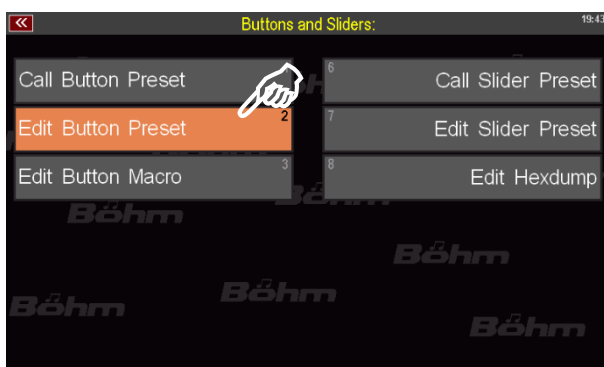 Buttons and Sliders:
19:43
Call Button Preset
6
Call Slider Preset
Edit Button Preset
2
7
Edit Slider Preset
Edit Button Macro
3
8
Edit Hexdump
Böhm
Böhm
Böhm
Böhm
Böhm